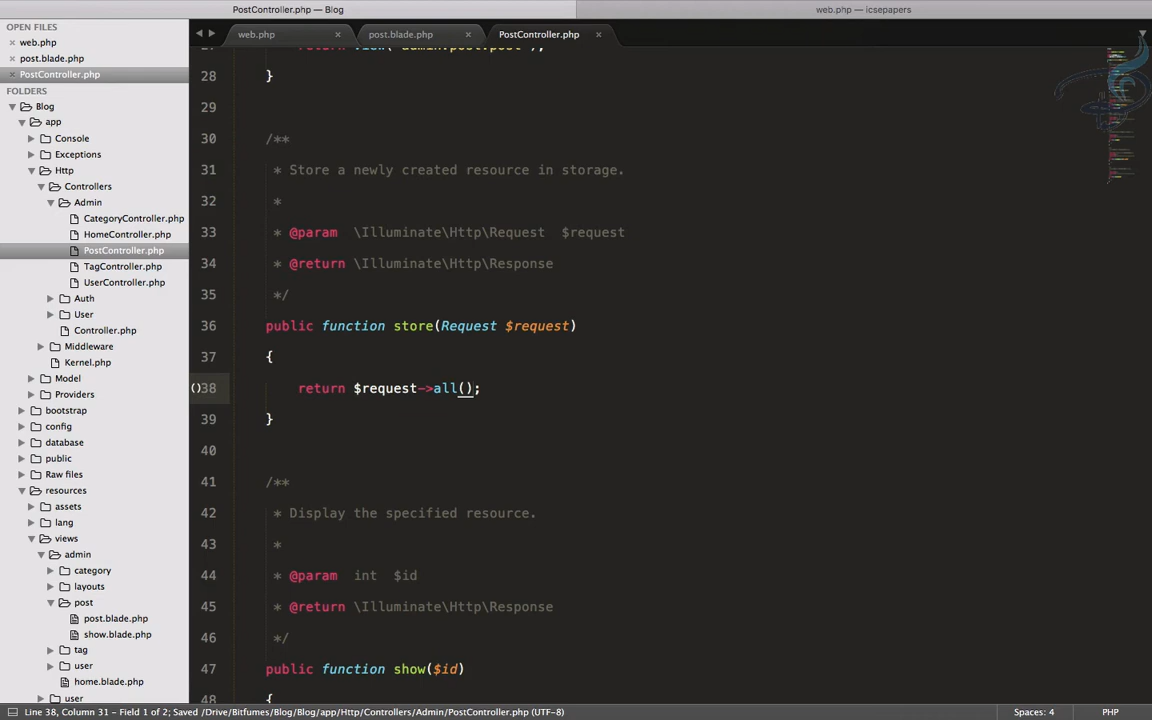 PostController.php — Blog
web.php — icsepapers
OPEN FILES
web.php
post.blade.php
PostController.php
FOLDERS
Blog
app
Console
Exceptions
Http
Controllers
Admin
CategoryController.php
HomeController.php
PostController.php
TagController.php
UserController.php
Auth
User
Controller.php
Middleware
Kernel.php
Model
Providers
bootstrap
config
database
public
Raw files
resources
assets
lang
views
admin
category
layouts
post
post.blade.php
show.blade.php
tag
user
home.blade.php
user
web.php
post.blade.php
PostController.php
27 return view('admin.post.post');
28 }
29
30 /**
31 * Store a newly created resource in storage.
32 *
33 * @param  \Illuminate\Http\Request  $request
34 * @return \Illuminate\Http\Response
35 */
36 public function store(Request $request)
37 {
()38 return $request->all();
39 }
40
41 /**
42 * Display the specified resource.
43 *
44 * @param  int  $id
45 * @return \Illuminate\Http\Response
46 */
47 public function show($id)
48 {
Line 38, Column 31 - Field 1 of 2; Saved /Drive/Bitfumes/Blog/Blog/app/Http/Controllers/Admin/PostController.php (UTF-8)
Spaces: 4
PHP